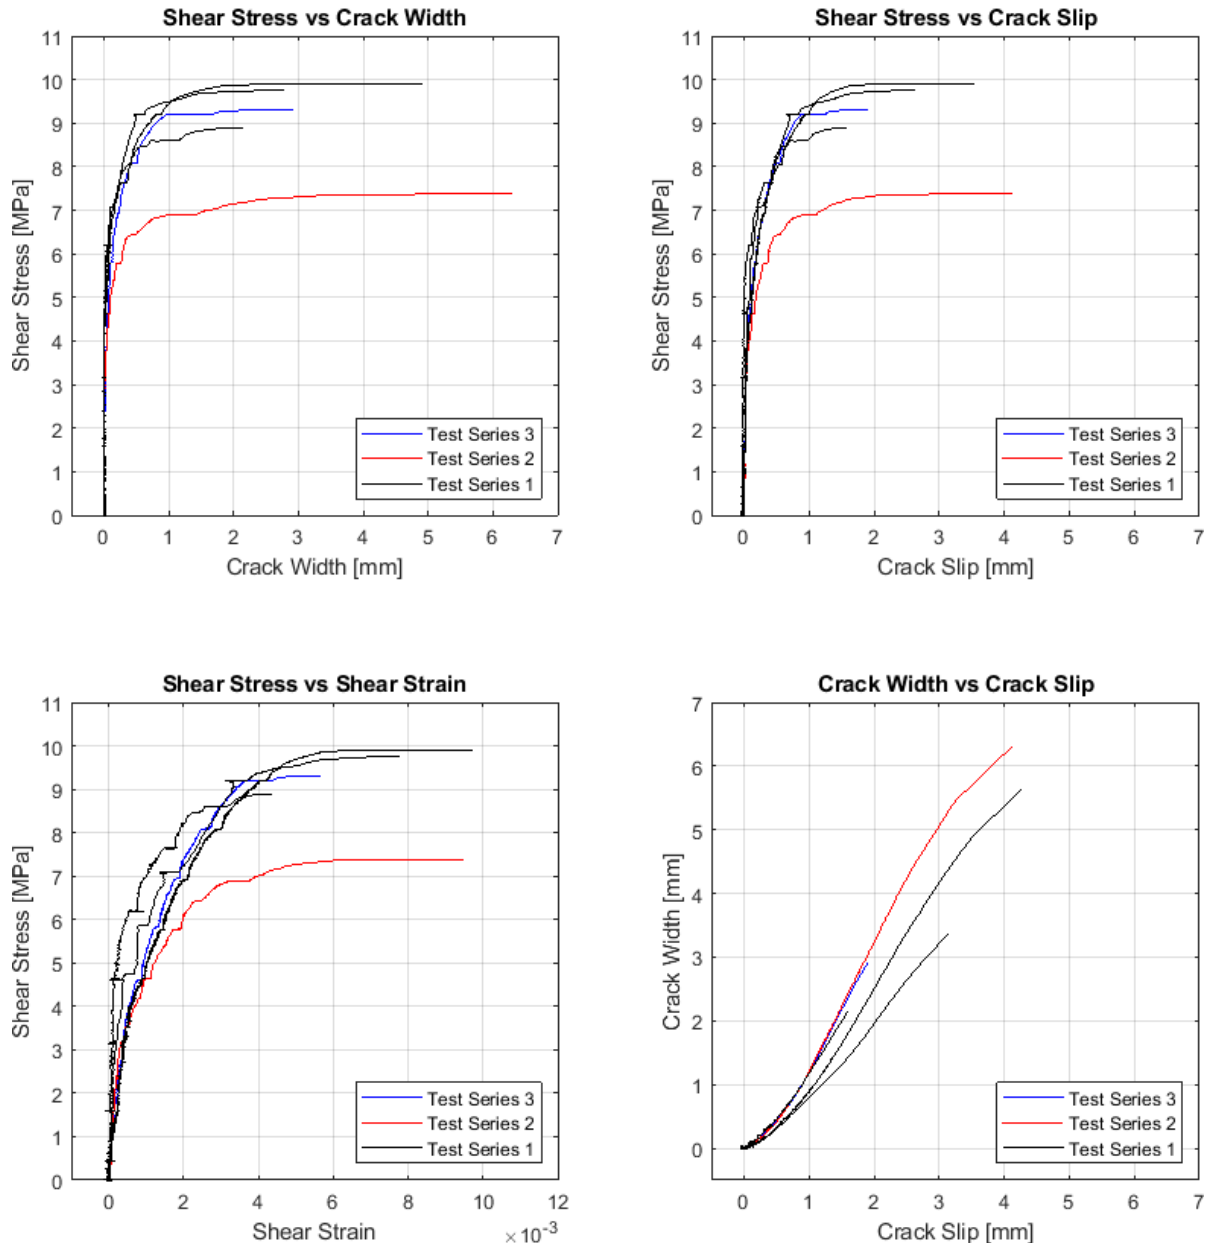 Shear Stress vs Crack Width
11
10
9
8
7
6
5
4
3
2
1
0
Shear Stress [MPa]
0 1 2 3 4 5 6 7
Crack Width [mm]
Test Series 3
Test Series 2
Test Series 1
Shear Stress vs Crack Slip
11
10
9
8
7
6
5
4
3
2
1
0
Shear Stress [MPa]
0 1 2 3 4 5 6 7
Crack Slip [mm]
Test Series 3
Test Series 2
Test Series 1
Shear Stress vs Shear Strain
11
10
9
8
7
6
5
4
3
2
1
0
Shear Stress [MPa]
0 2 4 6 8 10 12
Shear Strain
×10⁻³
Test Series 3
Test Series 2
Test Series 1
Crack Width vs Crack Slip
7
6
5
4
3
2
1
0
Crack Width [mm]
0 1 2 3 4 5 6 7
Crack Slip [mm]
Test Series 3
Test Series 2
Test Series 1